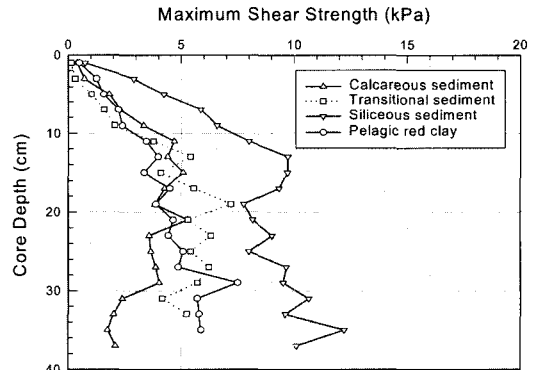 Maximum Shear Strength (kPa)
0 5 10 15 20
0
10
20
30
40
Core Depth (cm)
Calcareous sediment
Transitional sediment
Siliceous sediment
Pelagic red clay